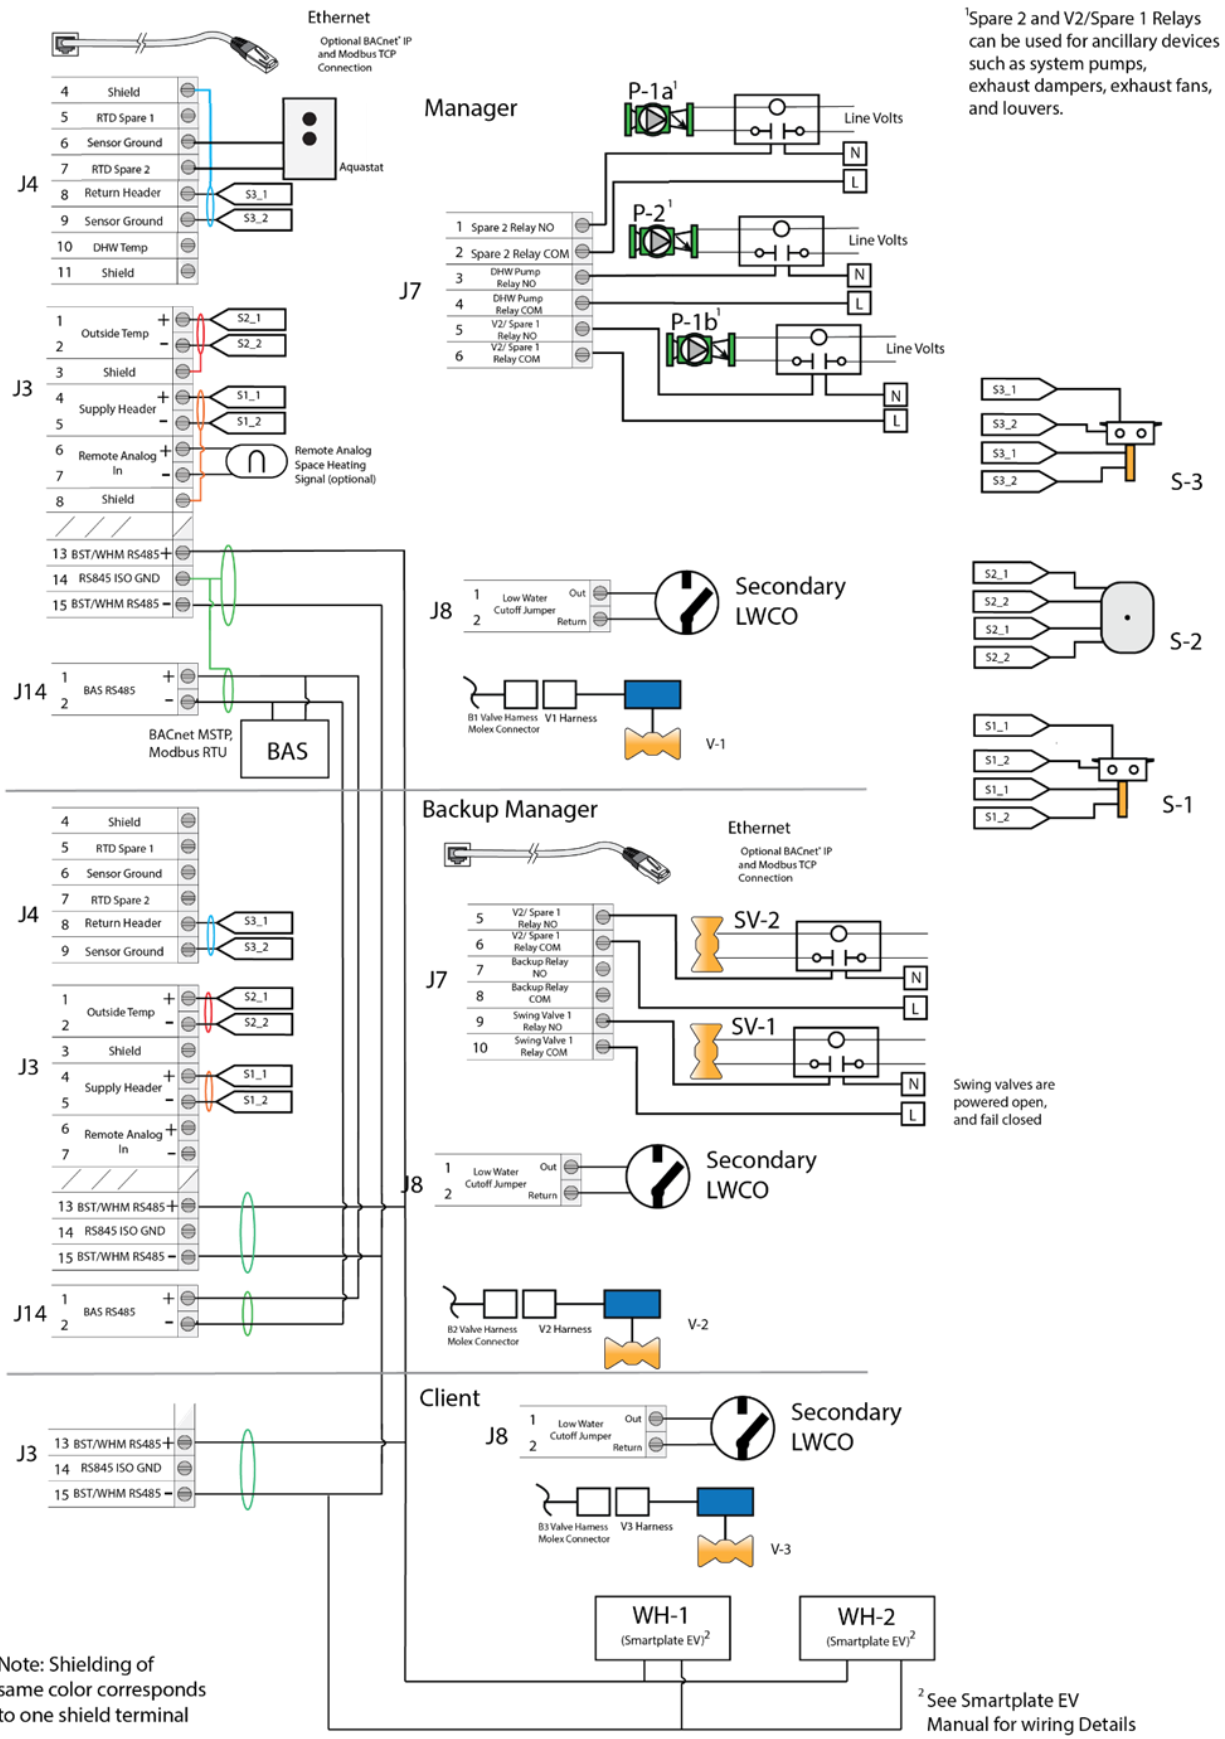 Ethernet
Optional BACnet® IP
and Modbus TCP
Connection
¹Spare 2 and V2/Spare 1 Relays
can be used for ancillary devices
such as system pumps,
exhaust dampers, exhaust fans,
and louvers.
Manager
J4
4 Shield
5 RTD Spare 1
6 Sensor Ground
7 RTD Spare 2
8 Return Header
9 Sensor Ground
10 DHW Temp
11 Shield
Aquastat
S3_1
S3_2
P-1a¹
Line Volts
N
L
P-2¹
Line Volts
N
L
P-1b¹
Line Volts
N
L
J7
1 Spare 2 Relay NO
2 Spare 2 Relay COM
3 DHW Pump
Relay NO
4 DHW Pump
Relay COM
5 V2/ Spare 1
Relay NO
6 V2/ Spare 1
Relay COM
J3
1 +
Outside Temp
2 -
3 Shield
4 +
Supply Header
5 -
6 Remote Analog +
In
7 -
8 Shield
S2_1
S2_2
S1_1
S1_2
Remote Analog
Space Heating
Signal (optional)
13 BST/WHM RS485 +
14 RS845 ISO GND
15 BST/WHM RS485 -
S3_1
S3_2
S3_1
S3_2
S-3
S2_1
S2_2
S2_1
S2_2
S-2
S1_1
S1_2
S1_1
S1_2
S-1
J8
1 Low Water Out
Cutoff Jumper
2 Return
Secondary
LWCO
J14
1 +
BAS RS485
2 -
BACnet MSTP,
Modbus RTU
BAS
B1 Valve Harness
Molex Connector
V1 Harness
V-1
Backup Manager
Ethernet
Optional BACnet® IP
and Modbus TCP
Connection
J4
4 Shield
5 RTD Spare 1
6 Sensor Ground
7 RTD Spare 2
8 Return Header
9 Sensor Ground
S3_1
S3_2
J7
5 V2/ Spare 1
Relay NO
6 V2/ Spare 1
Relay COM
7 Backup Relay
NO
8 Backup Relay
COM
9 Swing Valve 1
Relay NO
10 Swing Valve 1
Relay COM
SV-2
N
L
SV-1
N
L
Swing valves are
powered open,
and fail closed
J3
1 +
Outside Temp
2 -
3 Shield
4 +
Supply Header
5 -
6 Remote Analog +
In
7 -
S2_1
S2_2
S1_1
S1_2
13 BST/WHM RS485 +
14 RS845 ISO GND
15 BST/WHM RS485 -
J8
1 Low Water Out
Cutoff Jumper
2 Return
Secondary
LWCO
J14
1 +
BAS RS485
2 -
B2 Valve Harness
Molex Connector
V2 Harness
V-2
Client
J3
13 BST/WHM RS485 +
14 RS845 ISO GND
15 BST/WHM RS485 -
J8
1 Low Water Out
Cutoff Jumper
2 Return
Secondary
LWCO
B3 Valve Harness
Molex Connector
V3 Harness
V-3
WH-1
(Smartplate EV)²
WH-2
(Smartplate EV)²
Note: Shielding of
same color corresponds
to one shield terminal
² See Smartplate EV
Manual for wiring Details